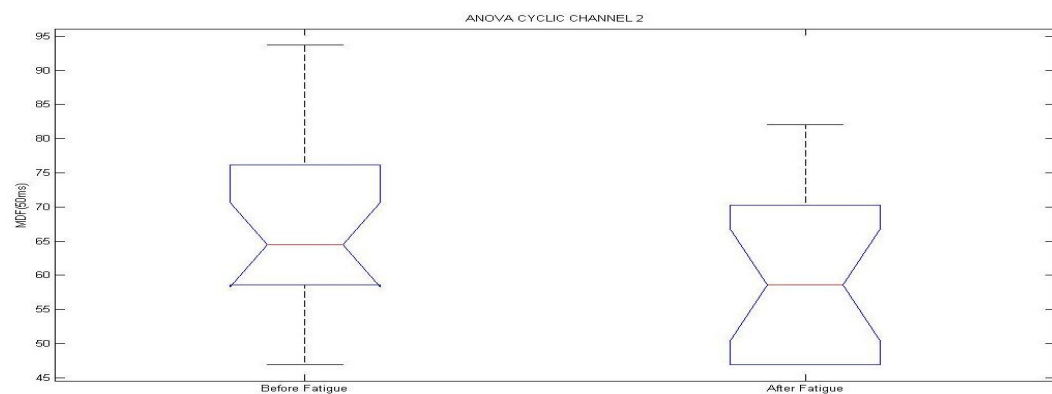 ANOVA CYCLIC CHANNEL 2
95
90
85
80
75
70
65
60
55
50
45
MDF(50ms)
Before Fatigue
After Fatigue